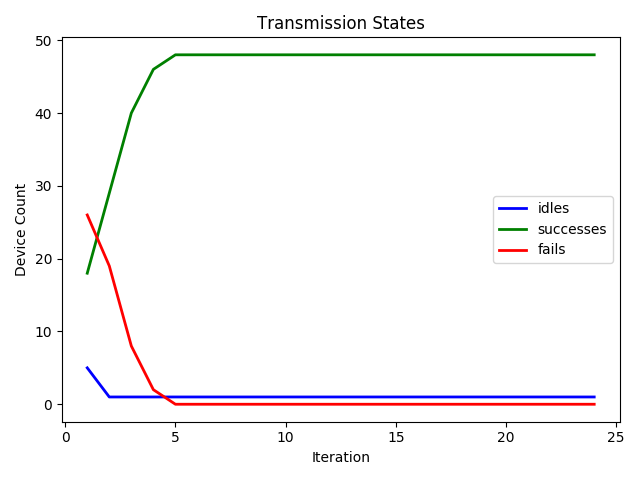 Transmission States
Device Count
50
40
30
20
10
0
idles
successes
fails
0 5 10 15 20 25
Iteration